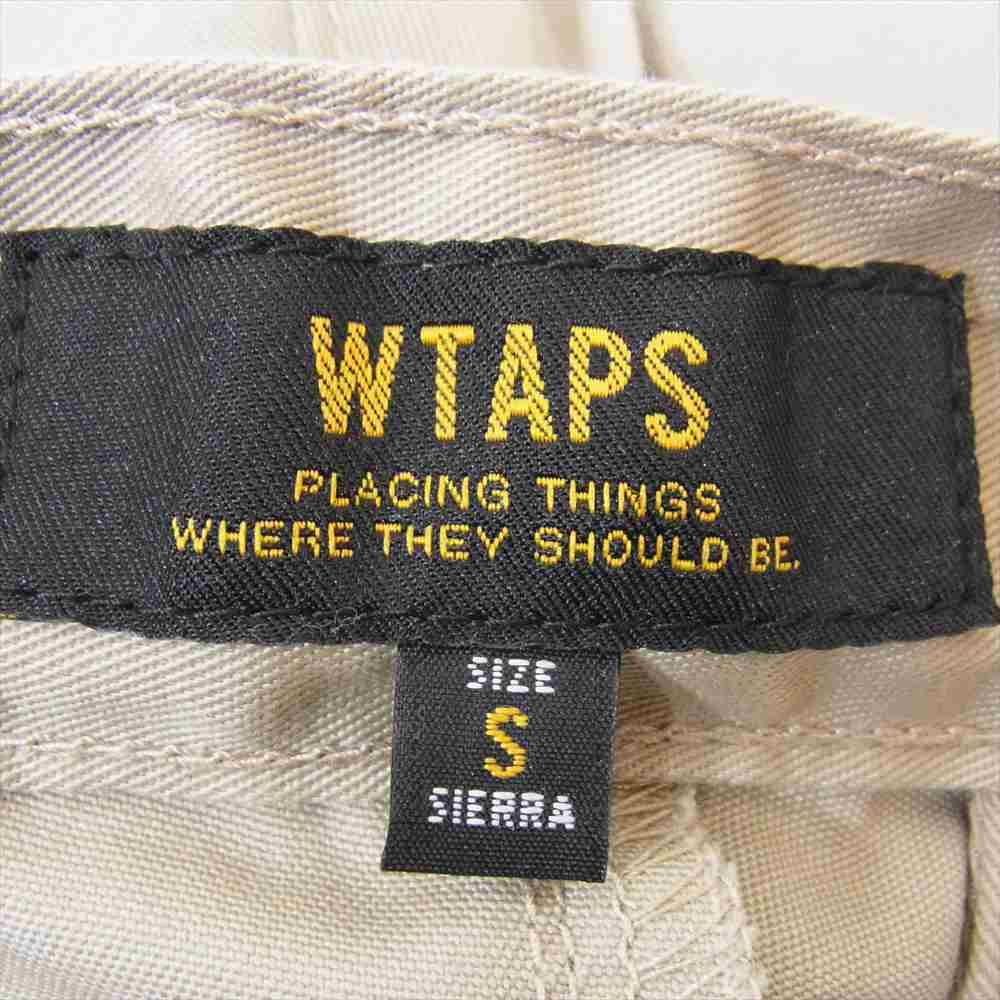 WTAPS
PLACING THINGS
WHERE THEY SHOULD BE.
SIZE
S
SIERRA